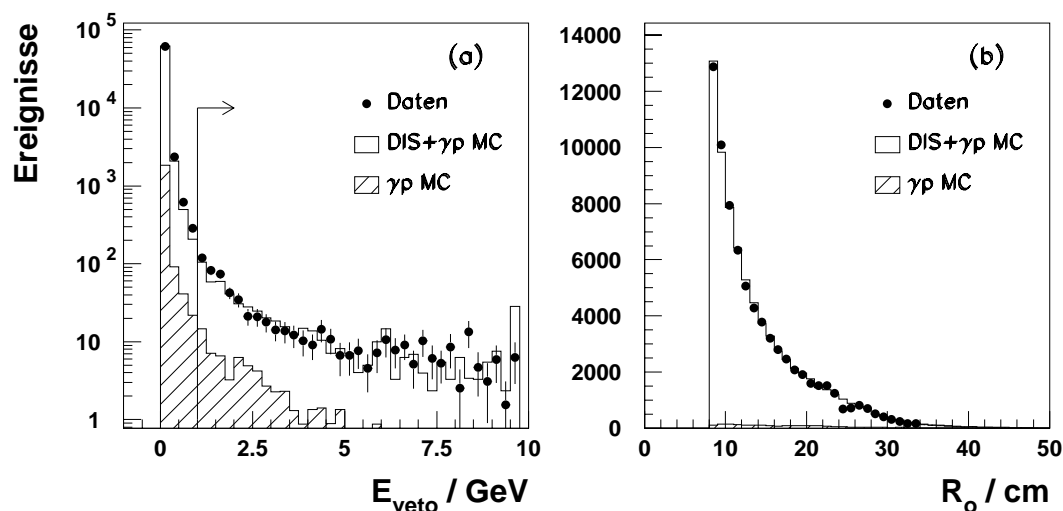 Ereignisse
10^5
10^4
10^3
10^2
10
1
(a)
Daten
DIS+γp MC
γp MC
0 2.5 5 7.5 10
E_veto / GeV
14000
12000
10000
8000
6000
4000
2000
0
(b)
Daten
DIS+γp MC
γp MC
0 10 20 30 40 50
R_o / cm